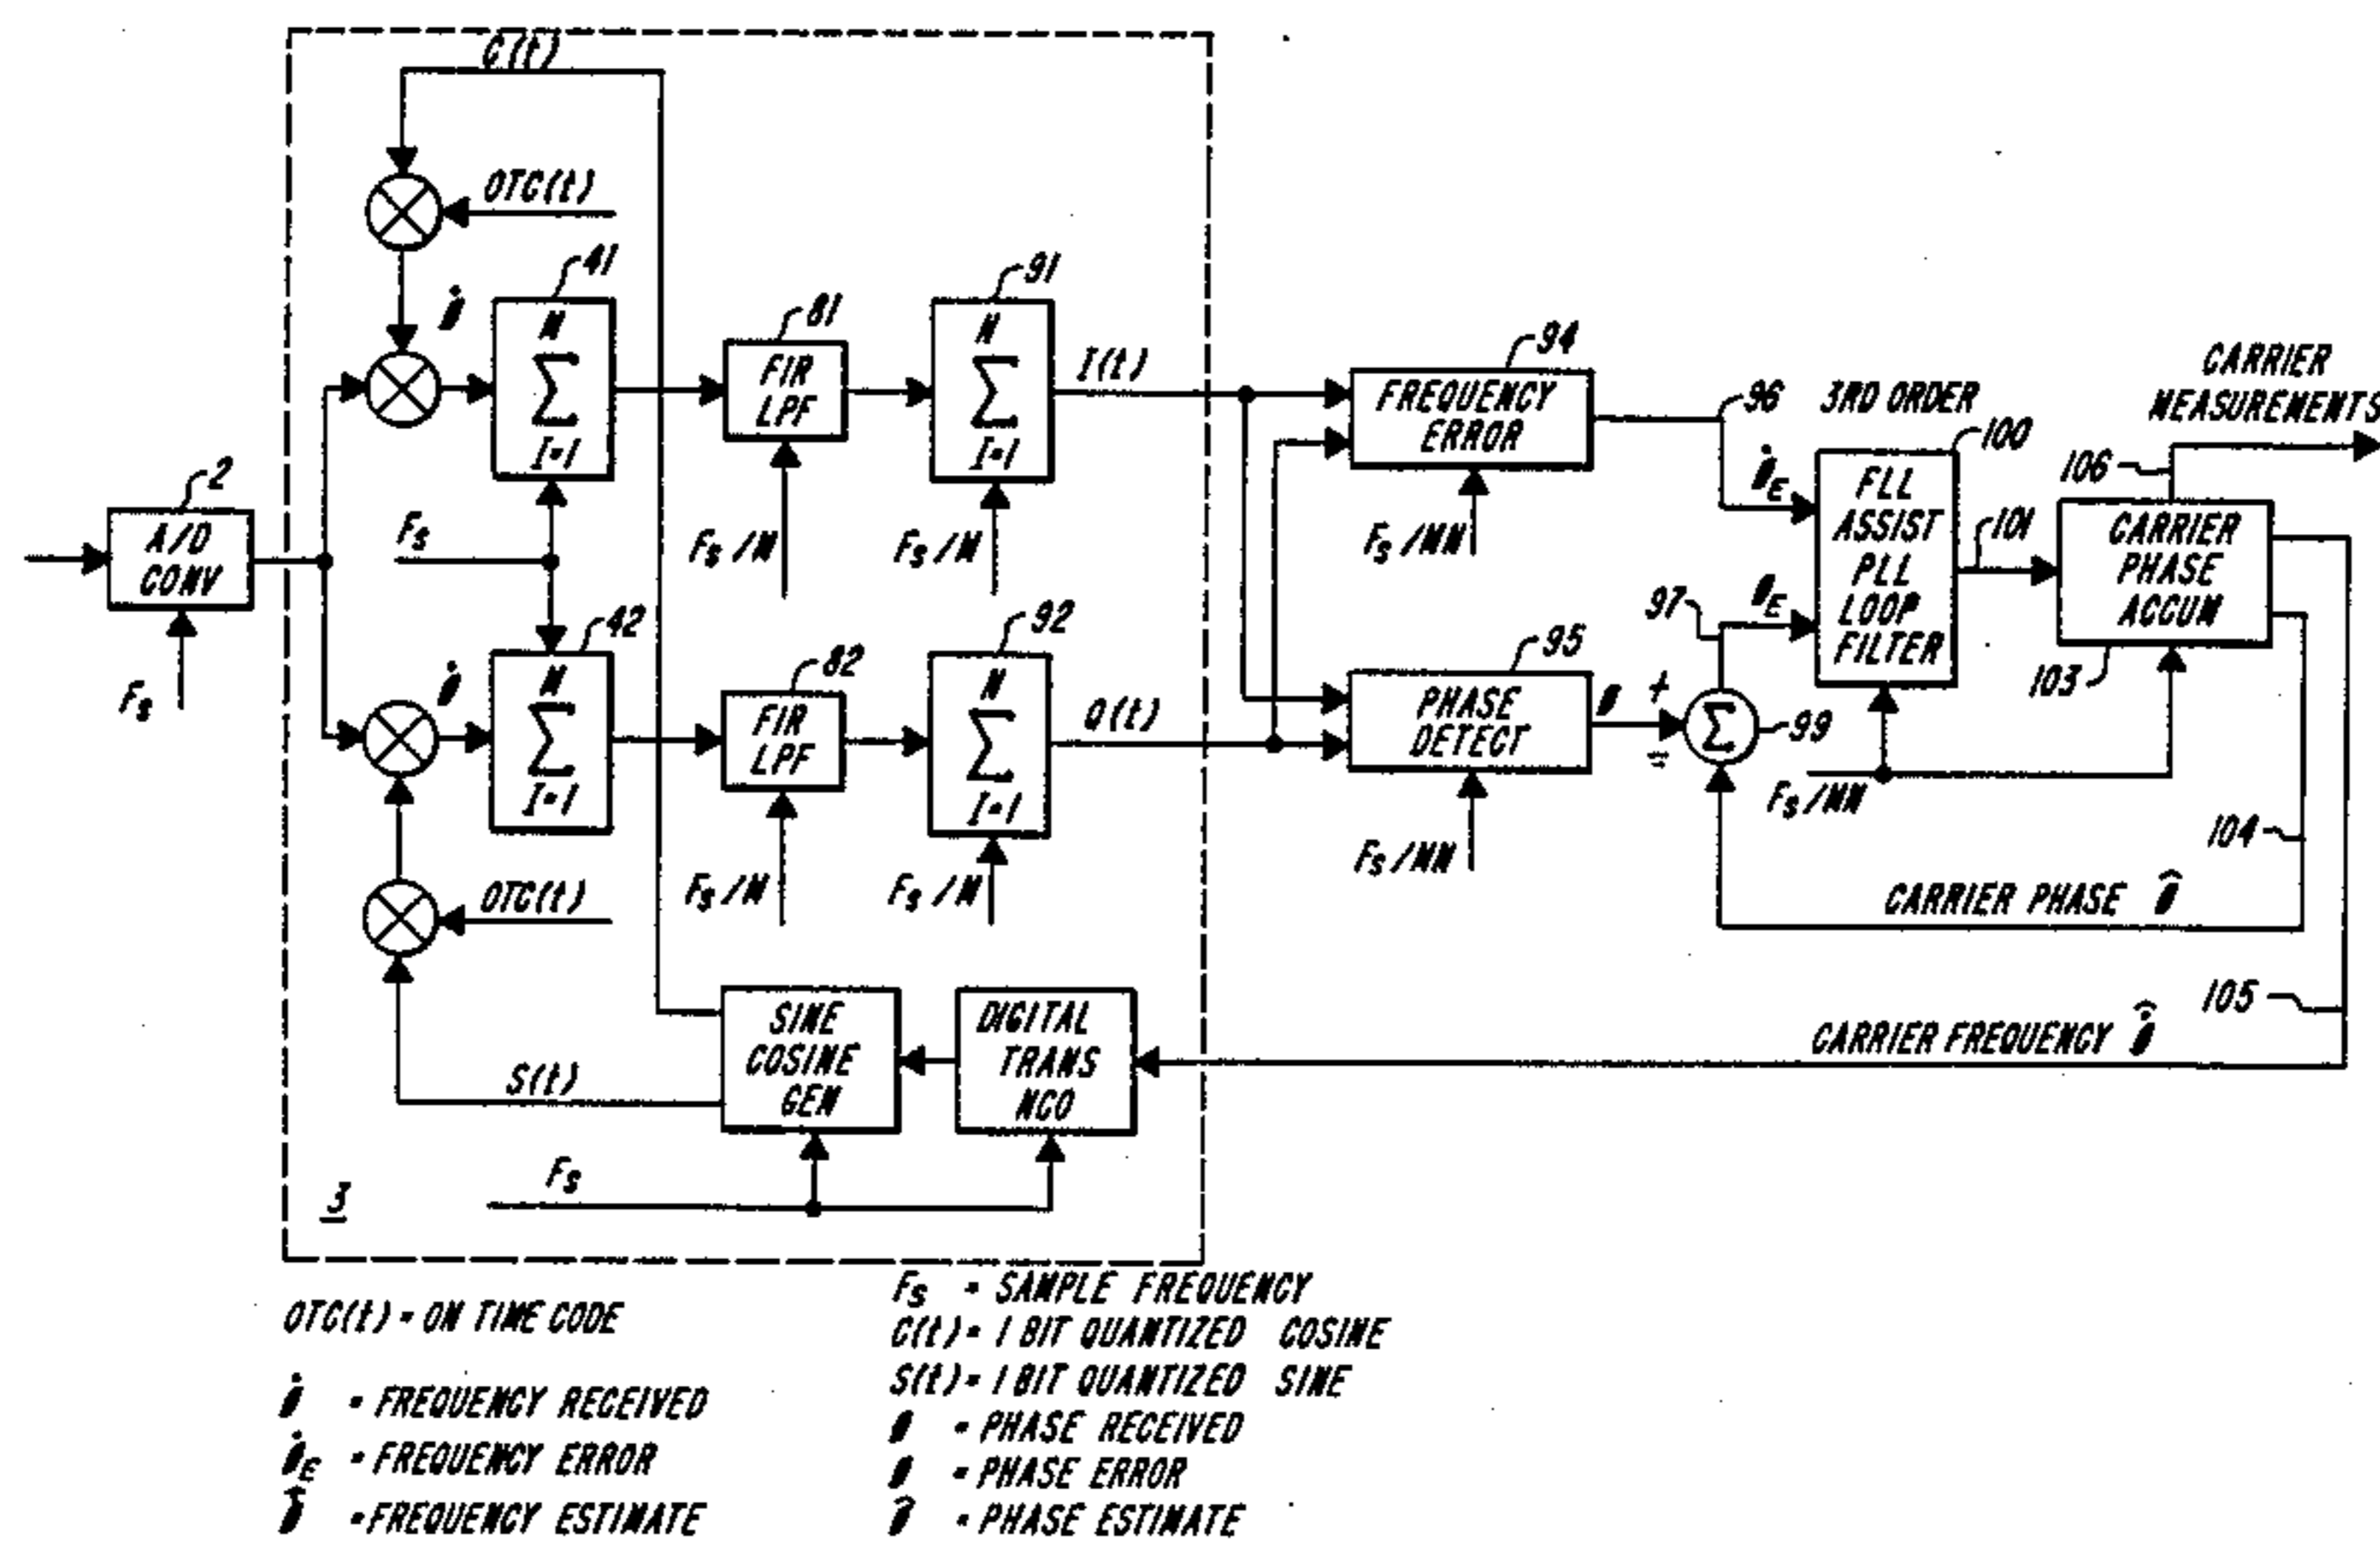 C(t)
OTC(t)
41
91
81
M
Σ
I=1
FIR
LPF
N
Σ
I=1
I(t)
94
FREQUENCY
ERROR
96
3RD ORDER
CARRIER
MEASUREMENTS
100
106
2
A/D
CONV
Fs
Fs
Fs/M
Fs/M
Fs/MN
θ̇E
θE
FLL
ASSIST
PLL
LOOP
FILTER
101
CARRIER
PHASE
ACCUM
103
42
82
92
M
Σ
I=1
FIR
LPF
N
Σ
I=1
Q(t)
95
PHASE
DETECT
97
θ
+
-
Σ
99
Fs/MN
104
OTC(t)
Fs/M
Fs/M
Fs/MN
CARRIER PHASE θ̂
105
S(t)
SINE
COSINE
GEN
DIGITAL
TRANS
NCO
CARRIER FREQUENCY θ̇̂
Fs
3
OTC(t) = ON TIME CODE
θ̇ = FREQUENCY RECEIVED
θ̇E = FREQUENCY ERROR
θ̇̂ = FREQUENCY ESTIMATE
Fs = SAMPLE FREQUENCY
C(t) = 1 BIT QUANTIZED COSINE
S(t) = 1 BIT QUANTIZED SINE
θ = PHASE RECEIVED
θ = PHASE ERROR
θ̂ = PHASE ESTIMATE